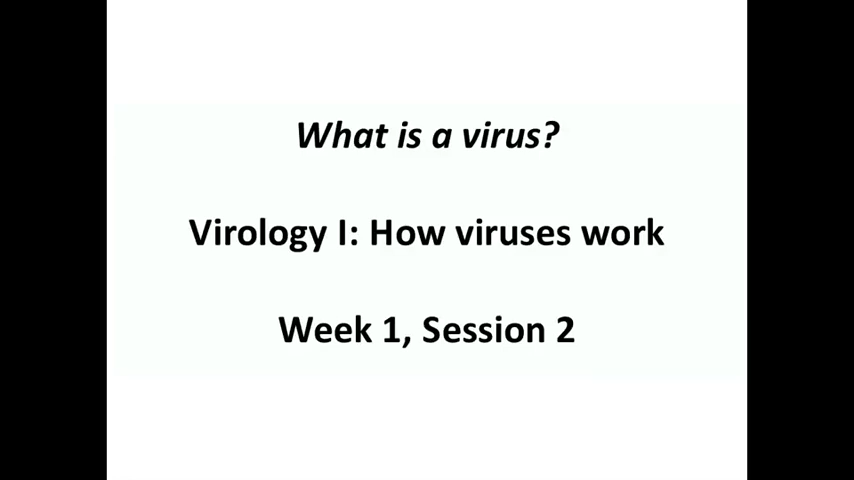 What is a virus?
Virology I: How viruses work
Week 1, Session 2